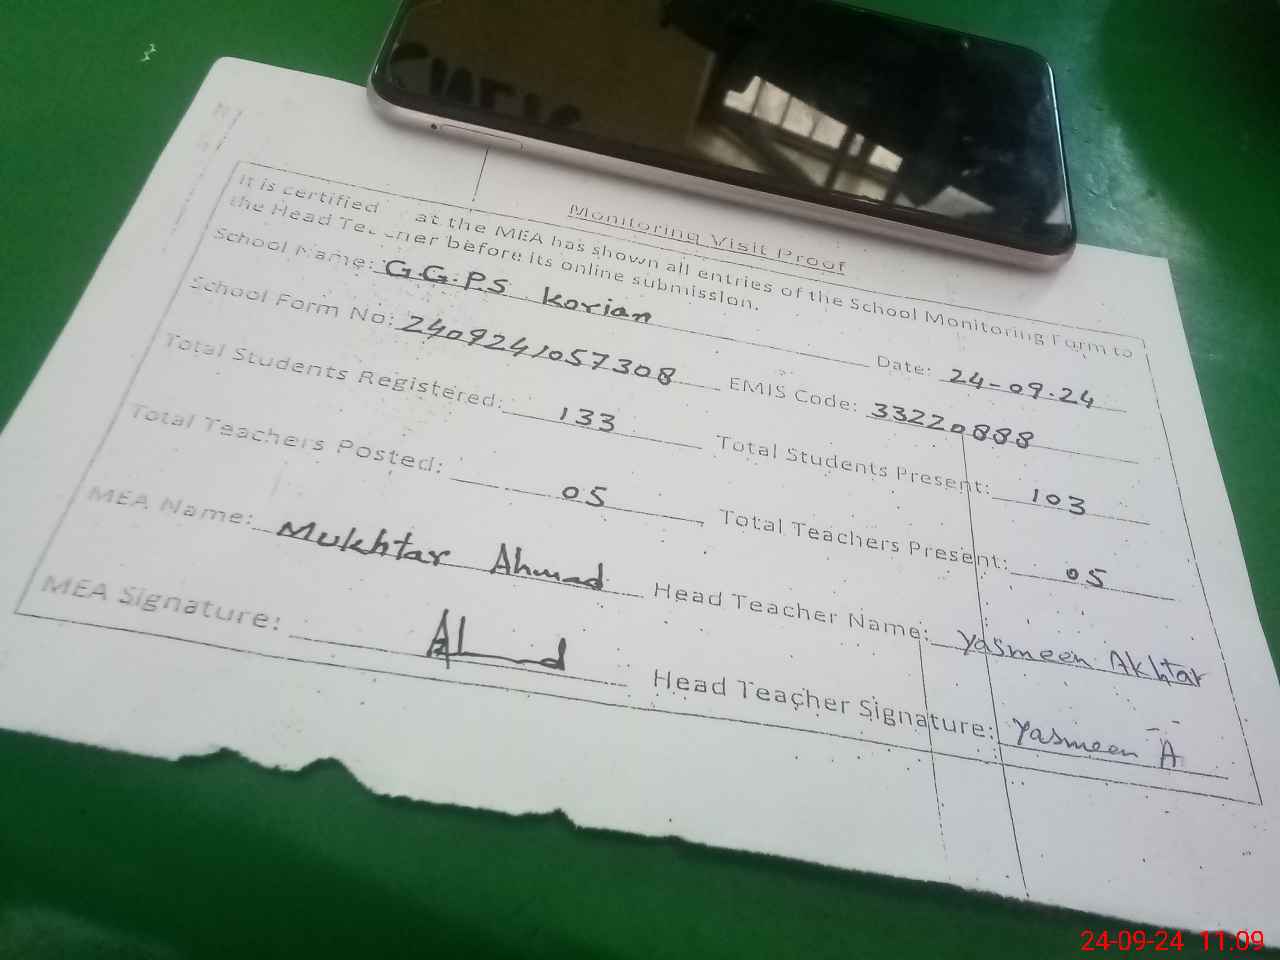 Monitoring Visit Proof
It is certified at the MEA has shown all entries of the School Monitoring Form to
the Head Teacher before its online submission.
School Name: G.G.P.S Korian Date: 24-09.24
School Form No: 2409241057308 EMIS Code: 33220888
Total Students Registered: 133 Total Students Present: 103
Total Teachers Posted: 05 Total Teachers Present: 05
MEA Name: Mukhtar Ahmad Head Teacher Name: Yasmeen Akhtar
MEA Signature: Ahmad Head Teacher Signature: Yasmeen A
24-09-24 11:09